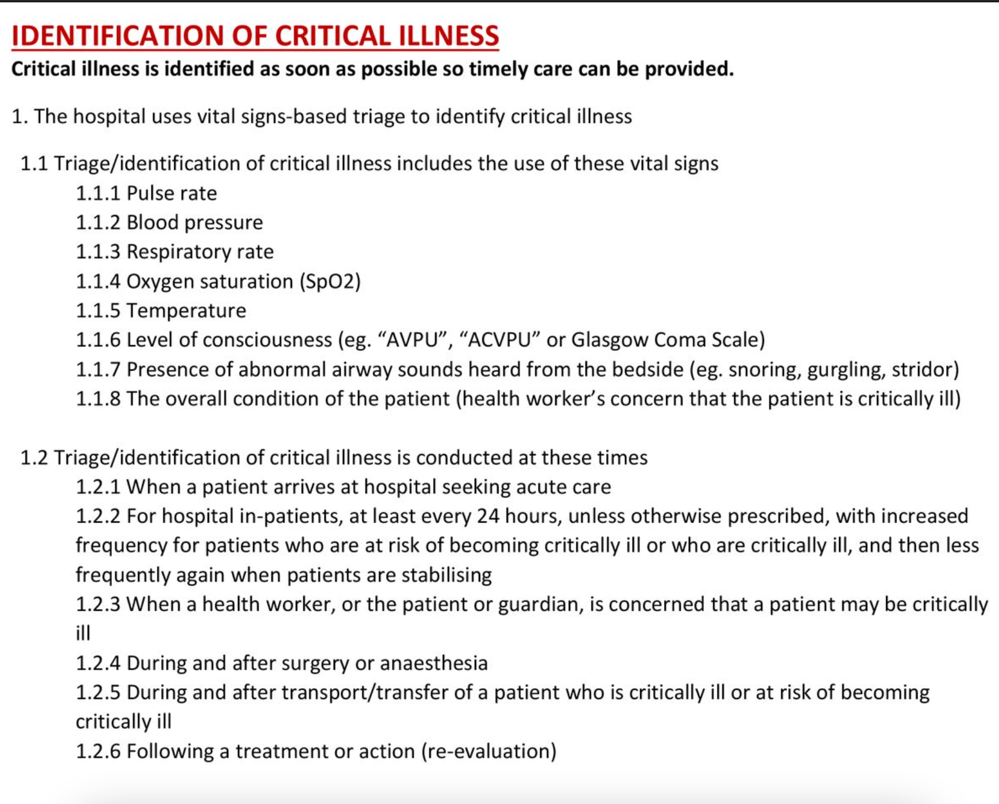 IDENTIFICATION OF CRITICAL ILLNESS
Critical illness is identified as soon as possible so timely care can be provided.
1. The hospital uses vital signs-based triage to identify critical illness
1.1 Triage/identification of critical illness includes the use of these vital signs
1.1.1 Pulse rate
1.1.2 Blood pressure
1.1.3 Respiratory rate
1.1.4 Oxygen saturation (SpO2)
1.1.5 Temperature
1.1.6 Level of consciousness (eg. “AVPU”, “ACVPU” or Glasgow Coma Scale)
1.1.7 Presence of abnormal airway sounds heard from the bedside (eg. snoring, gurgling, stridor)
1.1.8 The overall condition of the patient (health worker’s concern that the patient is critically ill)
1.2 Triage/identification of critical illness is conducted at these times
1.2.1 When a patient arrives at hospital seeking acute care
1.2.2 For hospital in-patients, at least every 24 hours, unless otherwise prescribed, with increased
frequency for patients who are at risk of becoming critically ill or who are critically ill, and then less
frequently again when patients are stabilising
1.2.3 When a health worker, or the patient or guardian, is concerned that a patient may be critically
ill
1.2.4 During and after surgery or anaesthesia
1.2.5 During and after transport/transfer of a patient who is critically ill or at risk of becoming
critically ill
1.2.6 Following a treatment or action (re-evaluation)